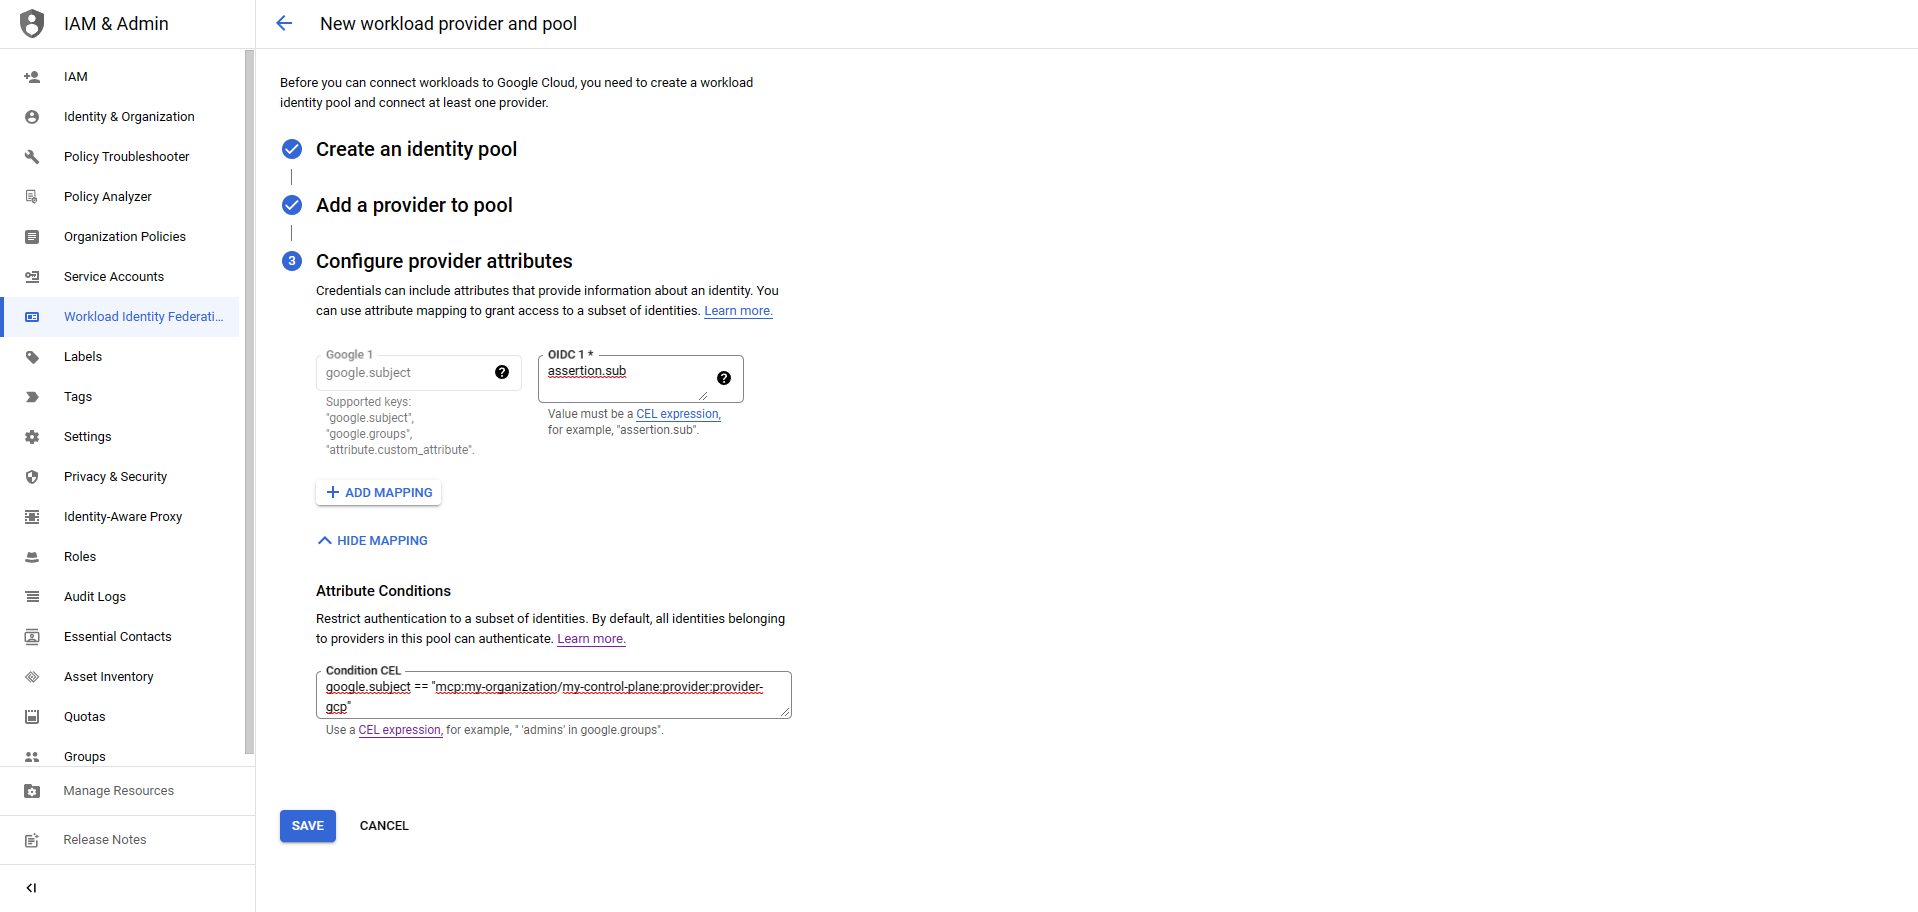 IAM & Admin
New workload provider and pool
IAM
Identity & Organization
Policy Troubleshooter
Policy Analyzer
Organization Policies
Service Accounts
Workload Identity Federati...
Labels
Tags
Settings
Privacy & Security
Identity-Aware Proxy
Roles
Audit Logs
Essential Contacts
Asset Inventory
Quotas
Groups
Manage Resources
Release Notes
Before you can connect workloads to Google Cloud, you need to create a workload
identity pool and connect at least one provider.
Create an identity pool
Add a provider to pool
3 Configure provider attributes
Credentials can include attributes that provide information about an identity. You
can use attribute mapping to grant access to a subset of identities. Learn more.
Google 1
google.subject
Supported keys:
"google.subject",
"google.groups",
"attribute.custom_attribute".
OIDC 1 *
assertion.sub
Value must be a CEL expression,
for example, "assertion.sub".
ADD MAPPING
HIDE MAPPING
Attribute Conditions
Restrict authentication to a subset of identities. By default, all identities belonging
to providers in this pool can authenticate. Learn more.
Condition CEL
google.subject == "mcp:my-organization/my-control-plane:provider:provider-
gcp"
Use a CEL expression, for example, " 'admins' in google.groups".
SAVE
CANCEL